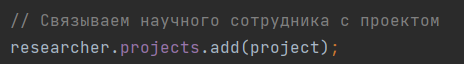 // Связываем научного сотрудника с проектом
researcher.projects.add(project);